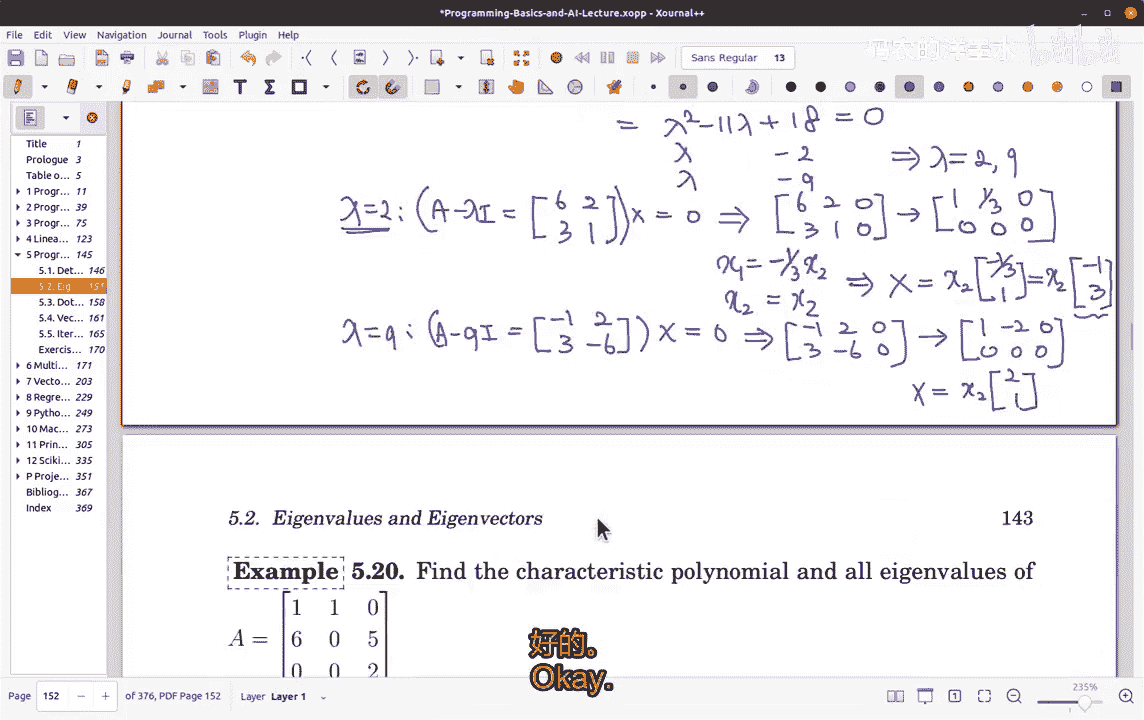 *Programming-Basics-and-AI-Lecture.xopp - Xournal++
File Edit View Navigation Journal Tools Plugin Help
Sans Regular 13
Title 1
Prologue 3
Table o... 5
1 Progr... 11
2 Progr... 39
3 Progr... 75
4 Linea... 123
5 Progr... 145
5.1. Det... 146
5.2. Eig 151
5.3. Dot... 158
5.4. Vec... 161
5.5. Iter... 165
Exercis... 170
6 Multi... 171
7 Vecto... 203
8 Regre... 229
9 Pytho... 249
10 Mac... 273
11 Prin... 305
12 Sciki... 335
P Proje... 351
Bibliog... 367
Index 369
= λ²-11λ+18 = 0
λ -2 ⇒ λ=2, 9
λ -9
λ=2 : (A-λI = [6 2; 3 1]) x = 0 ⇒ [6 2 0; 3 1 0] → [1 1/3 0; 0 0 0]
x₁ = -1/3 x₂
x₂ = x₂ ⇒ x = x₂ [-1/3; 1] = x₂ [-1; 3]
λ=9 : (A-9I = [-1 2; 3 -6]) x = 0 ⇒ [-1 2 0; 3 -6 0] → [1 -2 0; 0 0 0]
x = x₂ [2; 1]
5.2. Eigenvalues and Eigenvectors 143
Example 5.20. Find the characteristic polynomial and all eigenvalues of
1 1 0
A = 6 0 5
0 0 2
好的。
Okay.
Page 152 of 376, PDF Page 152 Layer Layer 1 235%